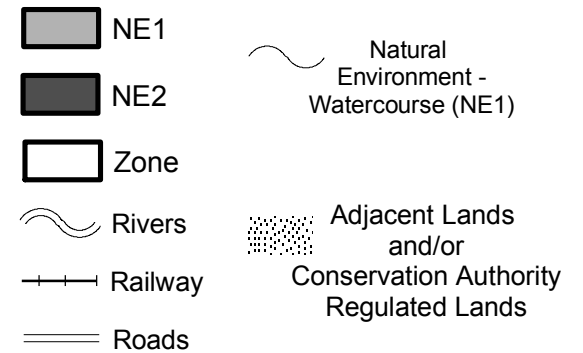 NE1
NE2
Zone
Rivers
Railway
Roads
Natural
Environment -
Watercourse (NE1)
Adjacent Lands
and/or
Conservation Authority
Regulated Lands